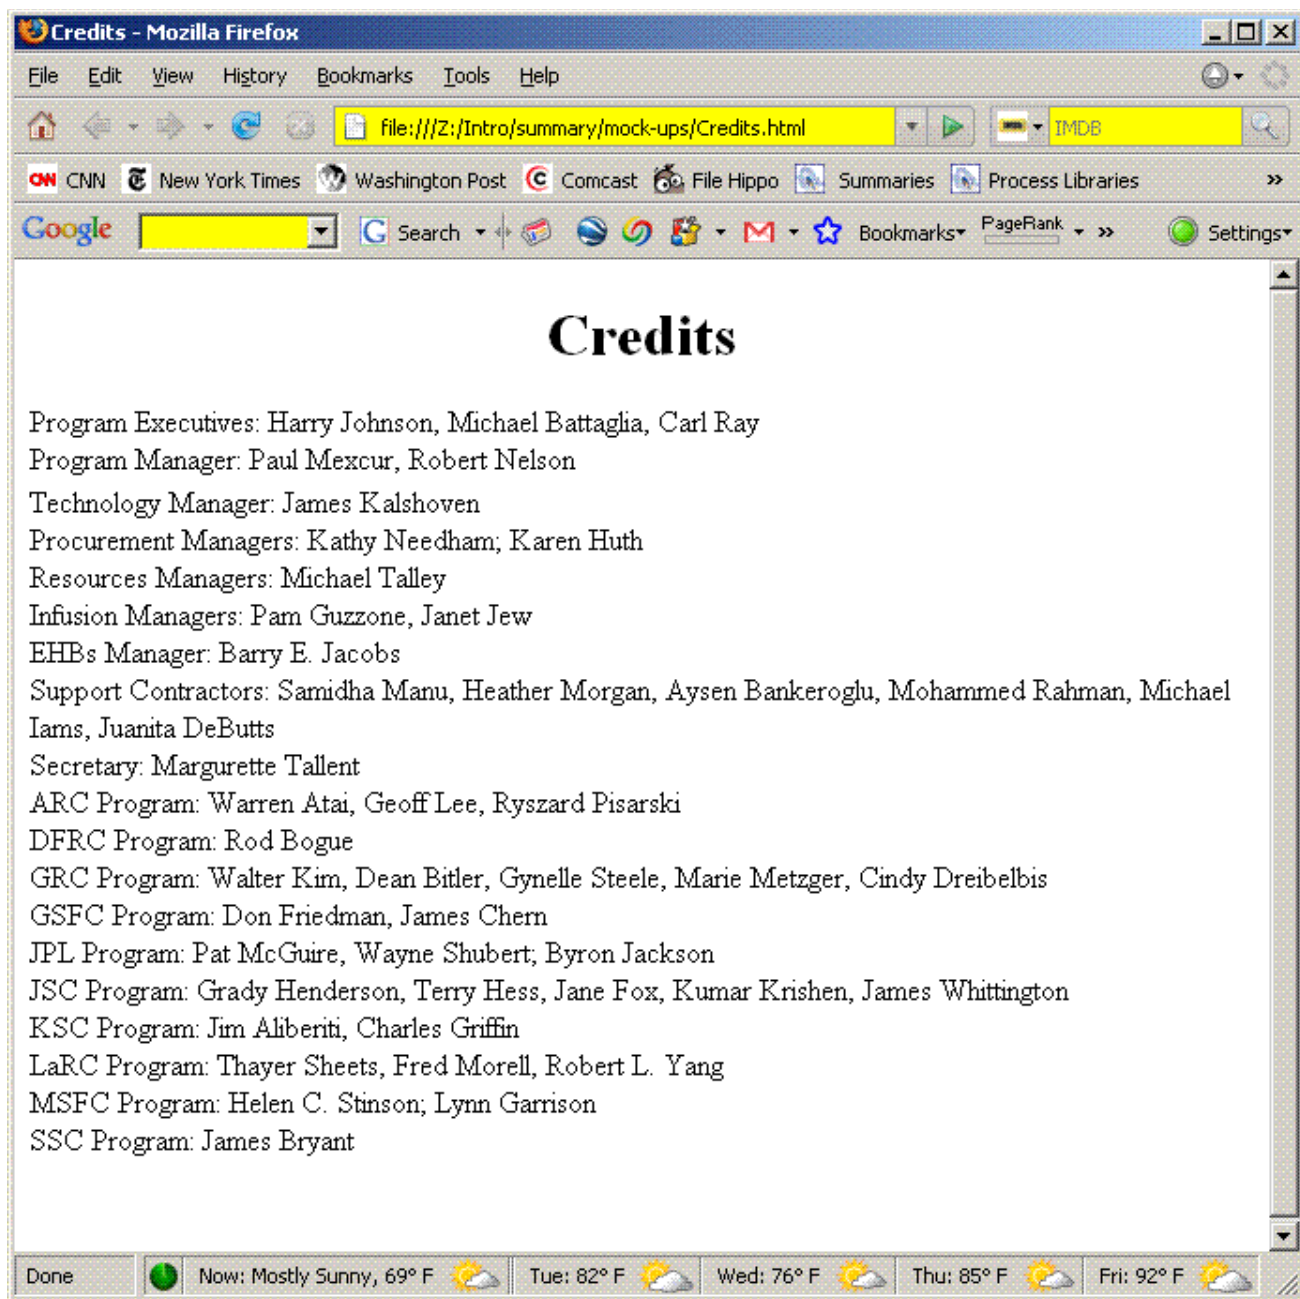 Credits - Mozilla Firefox
File Edit View History Bookmarks Tools Help
file:///Z:/Intro/summary/mock-ups/Credits.html IMDB
CNN CNN New York Times Washington Post Comcast File Hippo Summaries Process Libraries »
Google G Search Bookmarks PageRank » Settings
Credits
Program Executives: Harry Johnson, Michael Battaglia, Carl Ray
Program Manager: Paul Mexcur, Robert Nelson
Technology Manager: James Kalshoven
Procurement Managers: Kathy Needham; Karen Huth
Resources Managers: Michael Talley
Infusion Managers: Pam Guzzone, Janet Jew
EHBs Manager: Barry E. Jacobs
Support Contractors: Samidha Manu, Heather Morgan, Aysen Bankeroglu, Mohammed Rahman, Michael
Iams, Juanita DeButts
Secretary: Margurette Tallent
ARC Program: Warren Atai, Geoff Lee, Ryszard Pisarski
DFRC Program: Rod Bogue
GRC Program: Walter Kim, Dean Bitler, Gynelle Steele, Marie Metzger, Cindy Dreibelbis
GSFC Program: Don Friedman, James Chern
JPL Program: Pat McGuire, Wayne Shubert; Byron Jackson
JSC Program: Grady Henderson, Terry Hess, Jane Fox, Kumar Krishen, James Whittington
KSC Program: Jim Aliberiti, Charles Griffin
LaRC Program: Thayer Sheets, Fred Morell, Robert L. Yang
MSFC Program: Helen C. Stinson; Lynn Garrison
SSC Program: James Bryant
Done Now: Mostly Sunny, 69° F Tue: 82° F Wed: 76° F Thu: 85° F Fri: 92° F